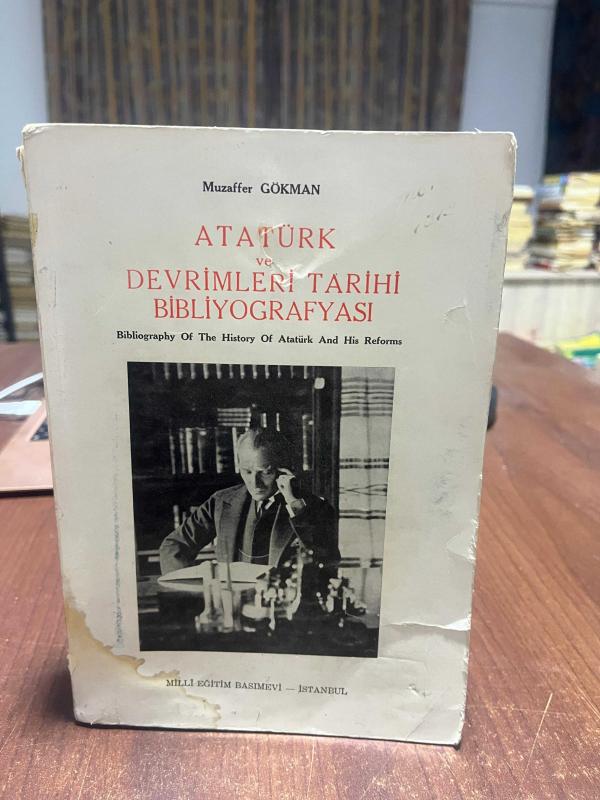 Muzaffer GÖKMAN
ATATÜRK
ve
DEVRİMLERİ TARİHİ
BİBLİYOGRAFYASI
Bibliography Of The History Of Atatürk And His Reforms
MİLLÎ EĞİTİM BASIMEVİ — İSTANBUL